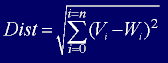 Dist = √∑_{i=0}^{i=n}(V_i−W_i)^2